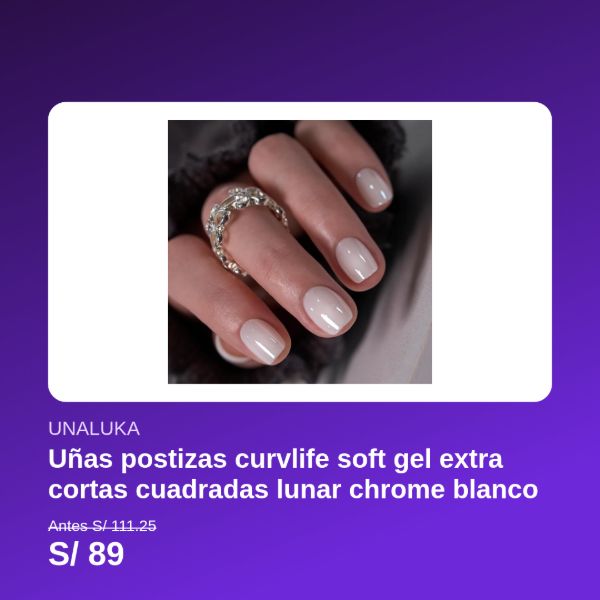 UNALUKA
Uñas postizas curvlife soft gel extra
cortas cuadradas lunar chrome blanco
Antes S/ 111.25
S/ 89